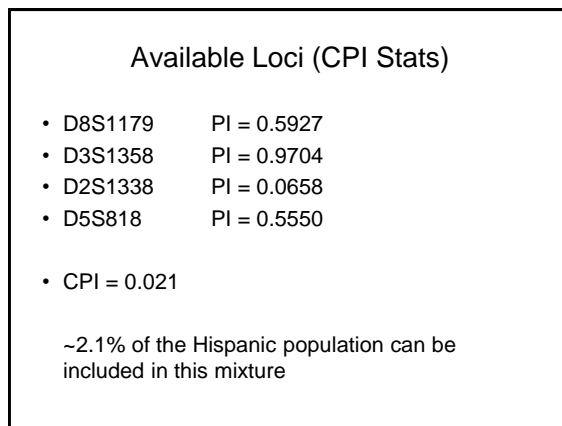 Available Loci (CPI Stats)
• D8S1179 PI = 0.5927
• D3S1358 PI = 0.9704
• D2S1338 PI = 0.0658
• D5S818 PI = 0.5550
• CPI = 0.021
~2.1% of the Hispanic population can be
included in this mixture